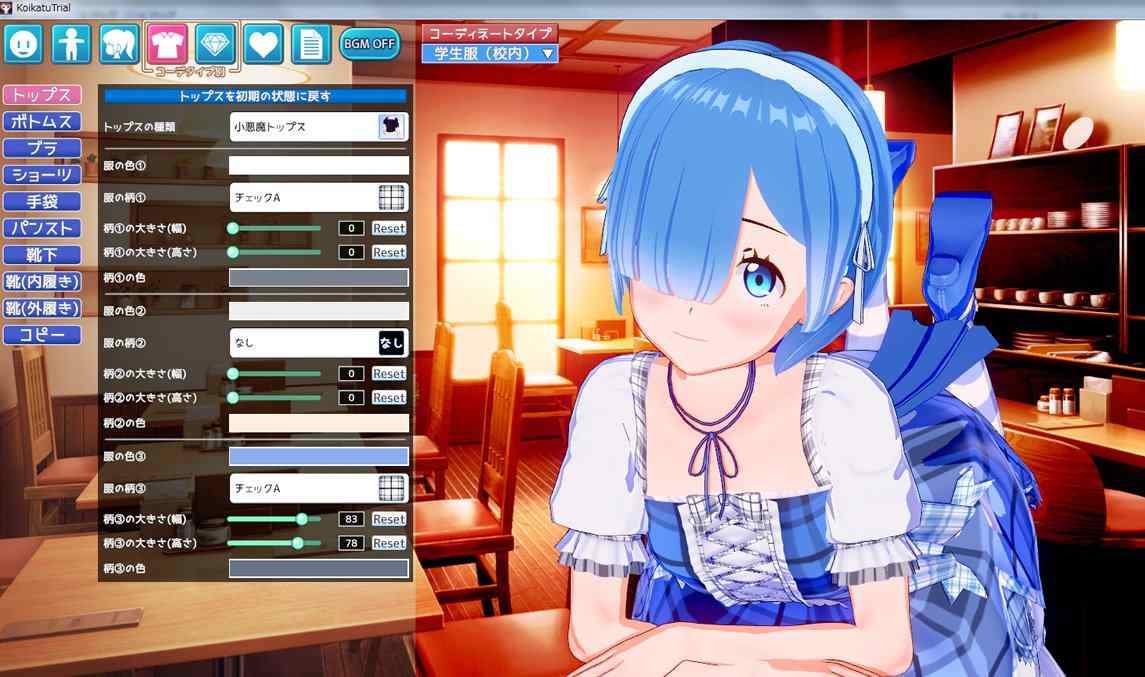 KoikatuTrial
BGM OFF
コーデタイプ別
コーディネートタイプ
学生服（校内）▼
トップス
ボトムス
ブラ
ショーツ
手袋
パンスト
靴下
靴(内履き)
靴(外履き)
コピー
トップスを初期の状態に戻す
トップスの種類 小悪魔トップス
服の色①
服の柄① チェックA
柄①の大きさ(幅) 0 Reset
柄①の大きさ(高さ) 0 Reset
柄①の色
服の色②
服の柄② なし なし
柄②の大きさ(幅) 0 Reset
柄②の大きさ(高さ) 0 Reset
柄②の色
服の色③
服の柄③ チェックA
柄③の大きさ(幅) 83 Reset
柄③の大きさ(高さ) 78 Reset
柄③の色